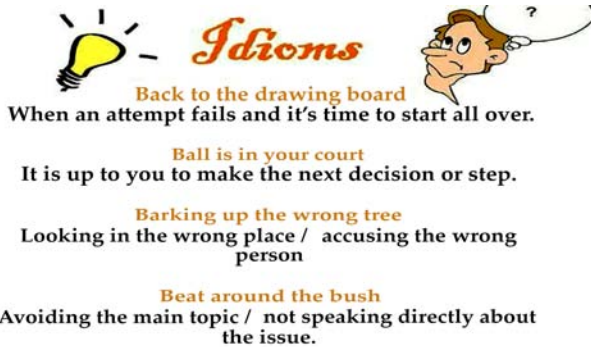 ?
Idioms
Back to the drawing board
When an attempt fails and it's time to start all over.
Ball is in your court
It is up to you to make the next decision or step.
Barking up the wrong tree
Looking in the wrong place / accusing the wrong
person
Beat around the bush
Avoiding the main topic / not speaking directly about
the issue.